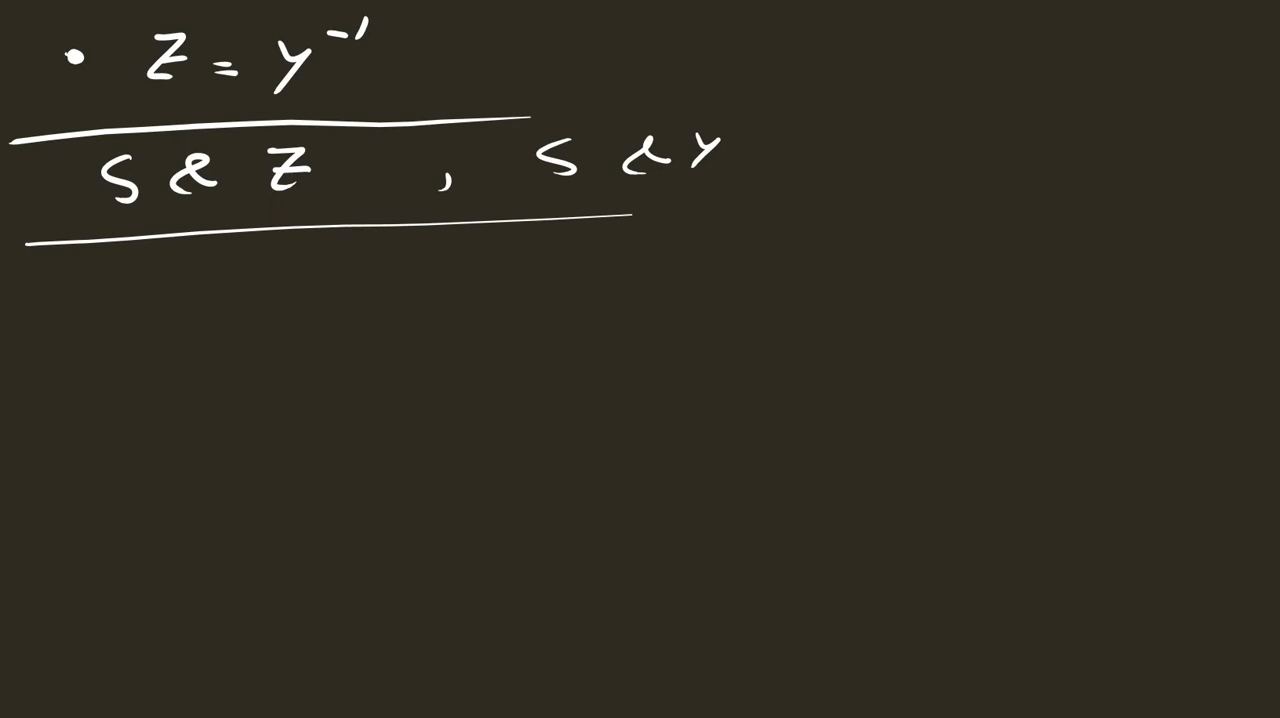 • Z = y⁻¹
S & Z , S & y